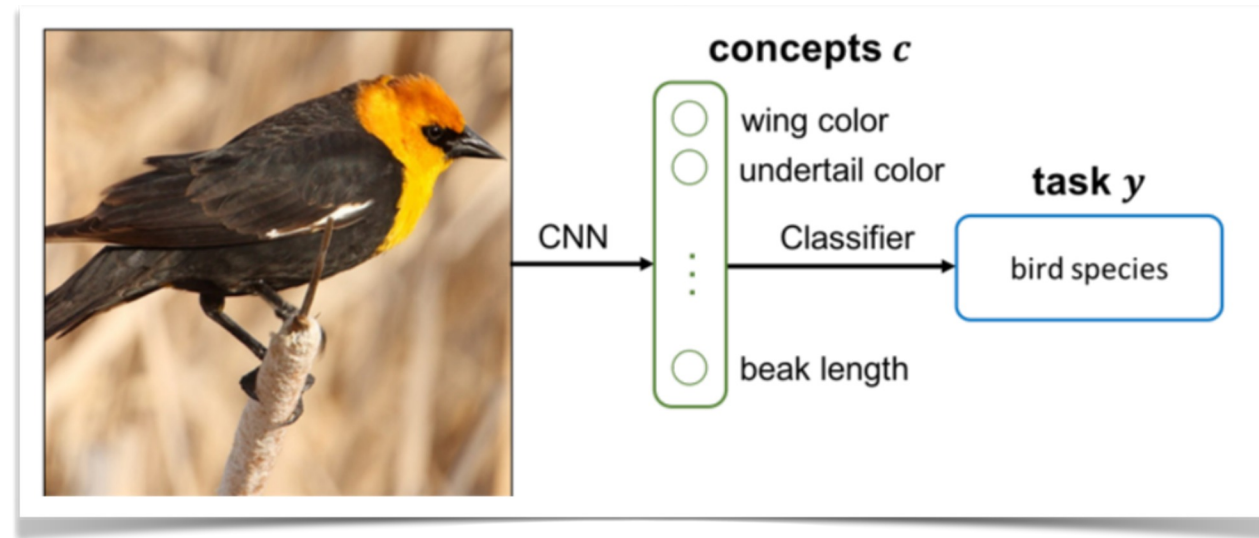 concepts c
wing color
undertail color
task y
CNN
Classifier
bird species
beak length